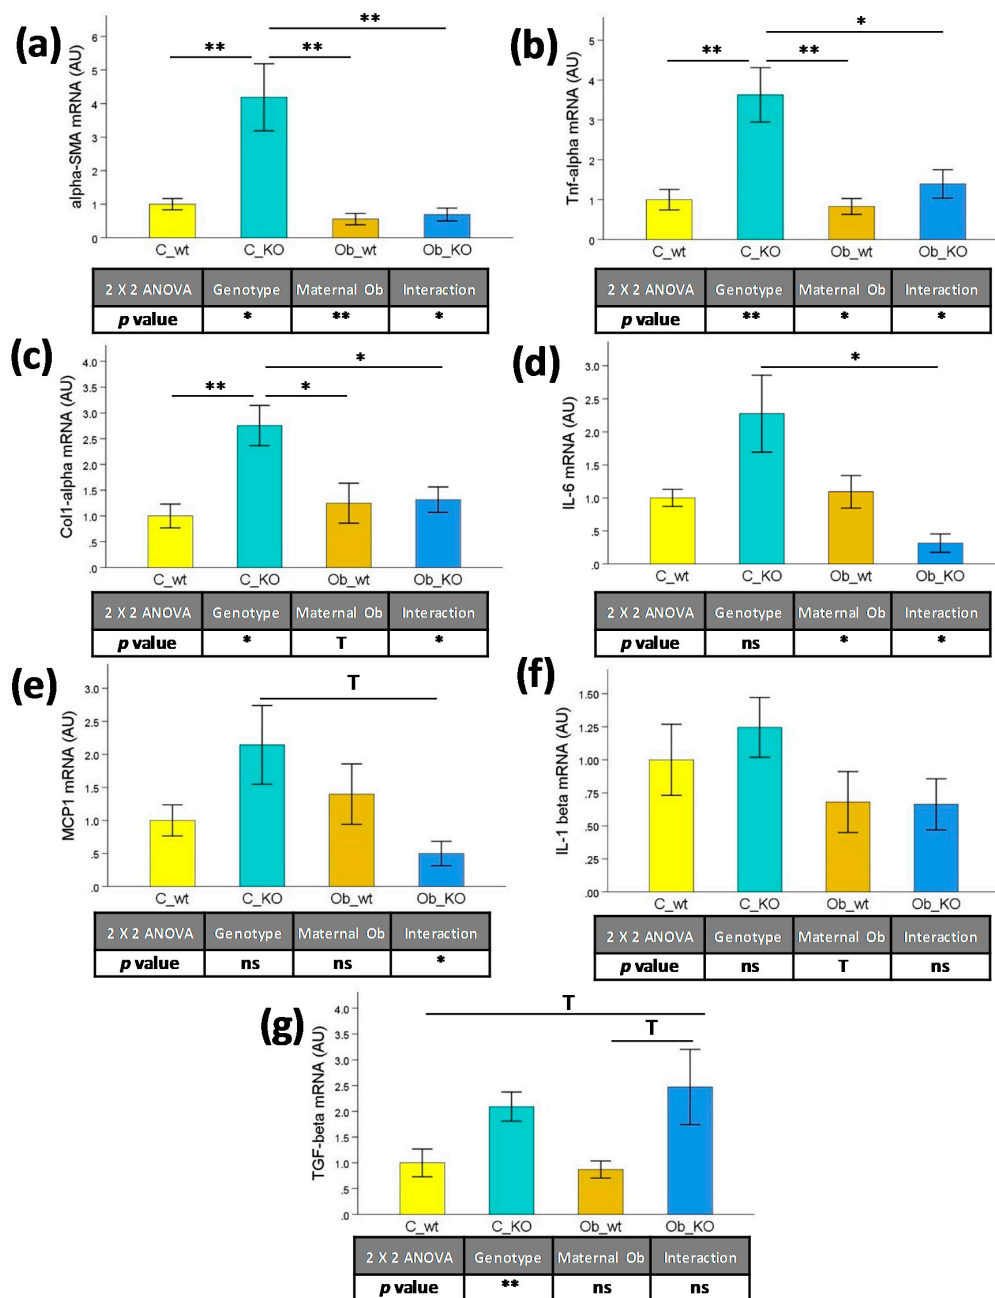 (a)
alpha-SMA mRNA (AU)
6
5
4
3
2
1
0
**
**
**
C_wt C_KO Ob_wt Ob_KO
2 X 2 ANOVA Genotype Maternal Ob Interaction
p value * ** *
(b)
Tnf-alpha mRNA (AU)
5
4
3
2
1
0
*
**
**
C_wt C_KO Ob_wt Ob_KO
2 X 2 ANOVA Genotype Maternal Ob Interaction
p value ** * *
(c)
Col1-alpha mRNA (AU)
4.0
3.5
3.0
2.5
2.0
1.5
1.0
.5
.0
*
**
*
C_wt C_KO Ob_wt Ob_KO
2 X 2 ANOVA Genotype Maternal Ob Interaction
p value * T *
(d)
IL-6 mRNA (AU)
3.0
2.5
2.0
1.5
1.0
.5
.0
*
C_wt C_KO Ob_wt Ob_KO
2 X 2 ANOVA Genotype Maternal Ob Interaction
p value ns * *
(e)
MCP1 mRNA (AU)
3.0
2.5
2.0
1.5
1.0
.5
.0
T
C_wt C_KO Ob_wt Ob_KO
2 X 2 ANOVA Genotype Maternal Ob Interaction
p value ns ns *
(f)
IL-1 beta mRNA (AU)
1.50
1.25
1.00
.75
.50
.25
.00
C_wt C_KO Ob_wt Ob_KO
2 X 2 ANOVA Genotype Maternal Ob Interaction
p value ns T ns
(g)
TGF-beta mRNA (AU)
4.0
3.5
3.0
2.5
2.0
1.5
1.0
.5
.0
T
T
C_wt C_KO Ob_wt Ob_KO
2 X 2 ANOVA Genotype Maternal Ob Interaction
p value ** ns ns